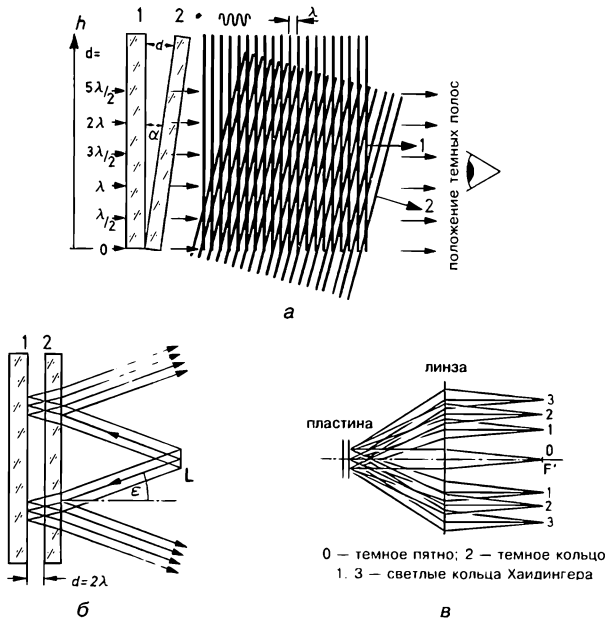 h
1
2
λ
d=
d
5λ/2
2λ
α
3λ/2
λ
λ/2
0
1
2
положение темных полос
а
1 2
L
ε
d=2λ
б
линза
пластина
3
2
1
0
F'
1
2
3
0 — темное пятно; 2 — темное кольцо
1. 3 — светлые кольца Хаидингера
в